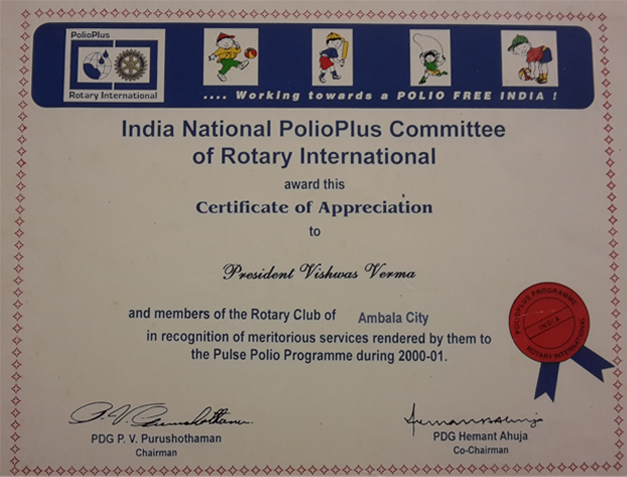 PolioPlus
Rotary International
.... Working towards a POLIO FREE INDIA !
India National PolioPlus Committee
of Rotary International
award this
Certificate of Appreciation
to
President Vishwas Verma
and members of the Rotary Club of Ambala City
in recognition of meritorious services rendered by them to
the Pulse Polio Programme during 2000-01.
POLIOPLUS PROGRAMME
INDIA
ROTARY INTERNATIONAL
P. V. Purushothaman
PDG P. V. Purushothaman
Chairman
PDG Hemant Ahuja
Co-Chairman